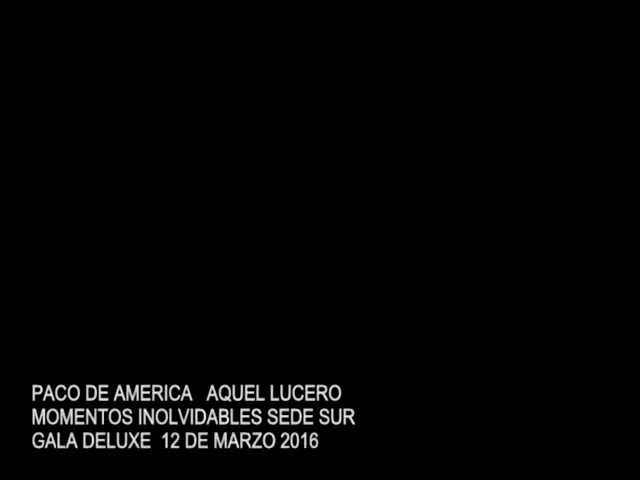 PACO DE AMERICA   AQUEL LUCERO
MOMENTOS INOLVIDABLES SEDE SUR
GALA DELUXE  12 DE MARZO 2016